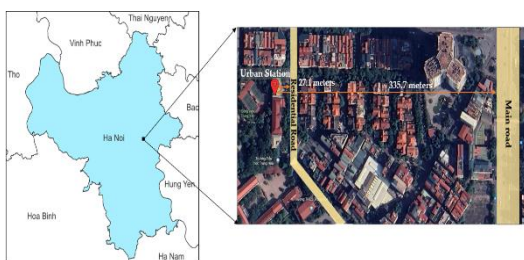 Thai Nguyen
Vinh Phuc
Tho
Bac
Ha Noi
Hung Yen
Hoa Binh
Ha Nam
Urban Station
27.1 meters
335.7 meters
Residential Road
Main road